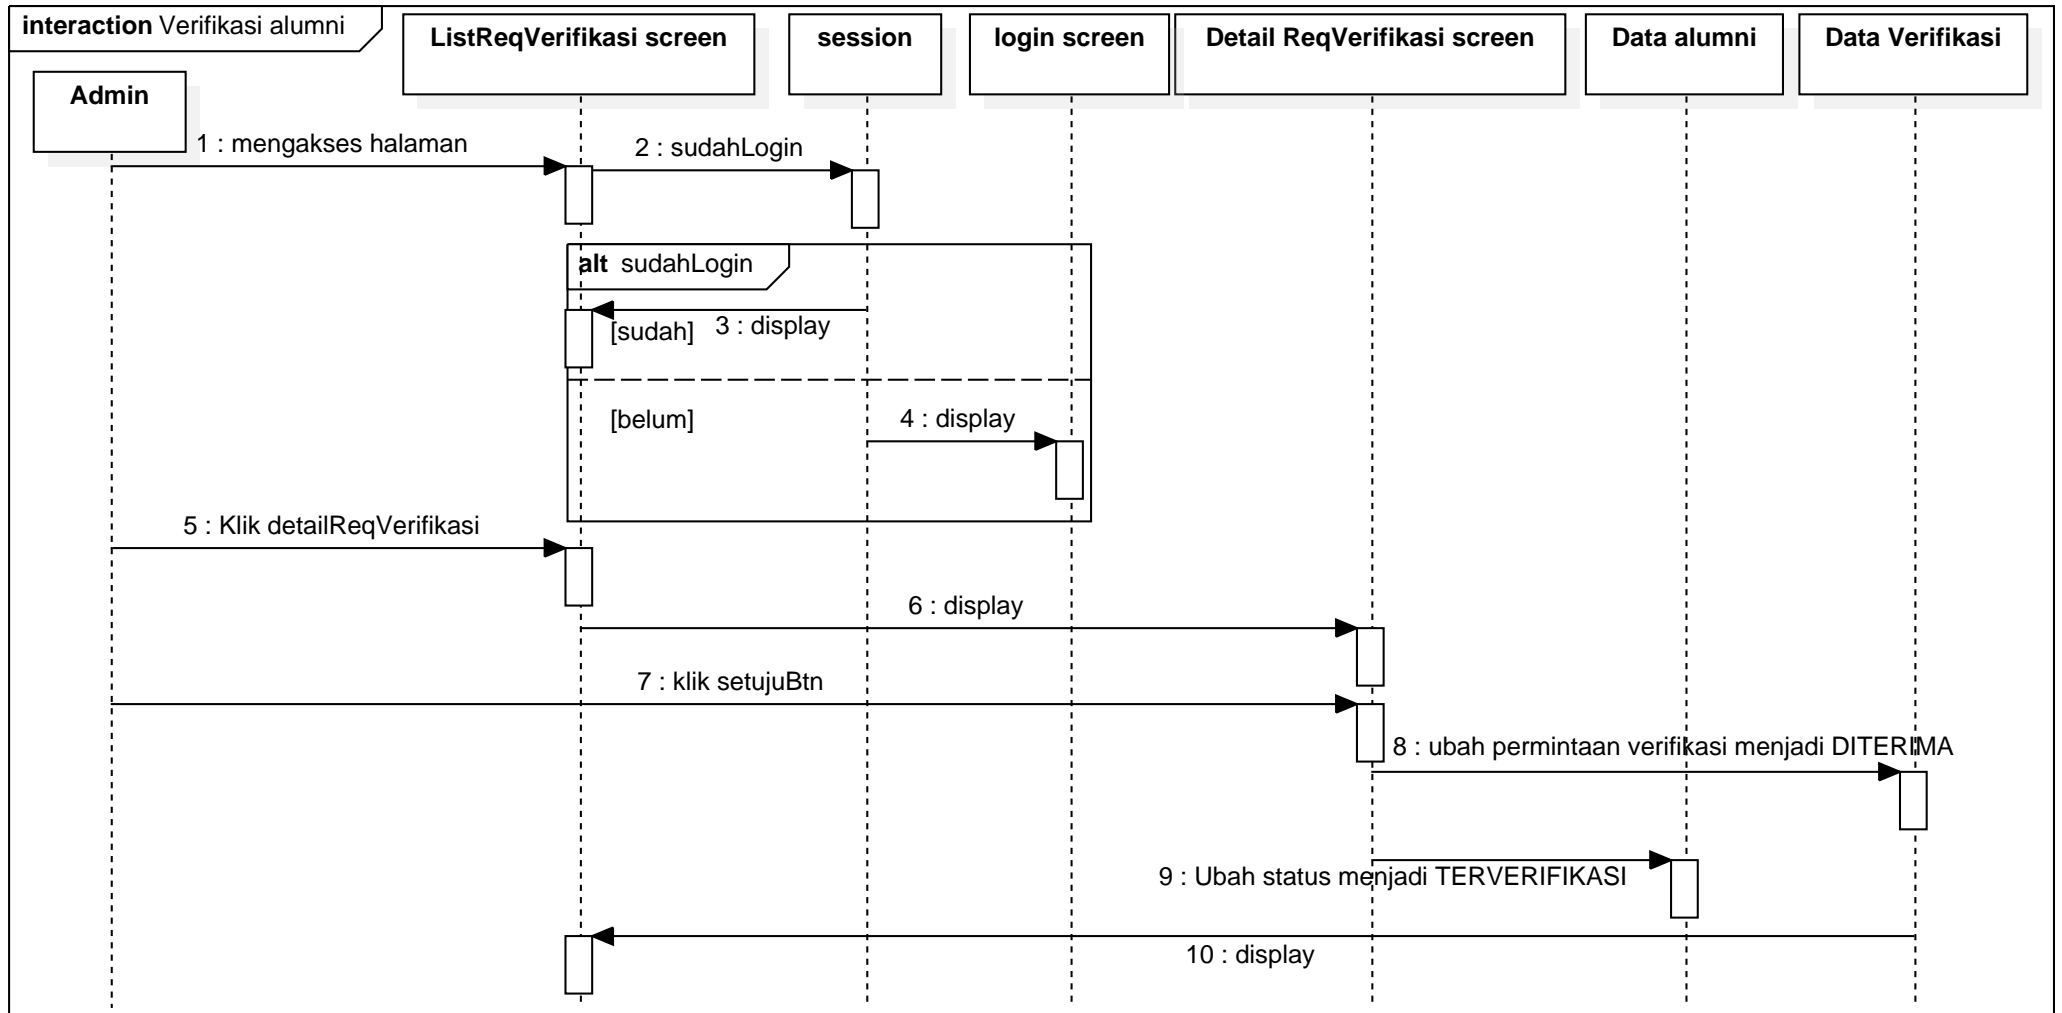 interaction Verifikasi alumni
ListReqVerifikasi screen
session
login screen
Detail ReqVerifikasi screen
Data alumni
Data Verifikasi
Admin
1 : mengakses halaman
2 : sudahLogin
alt sudahLogin
[sudah]
3 : display
[belum]
4 : display
5 : Klik detailReqVerifikasi
6 : display
7 : klik setujuBtn
8 : ubah permintaan verifikasi menjadi DITERIMA
9 : Ubah status menjadi TERVERIFIKASI
10 : display